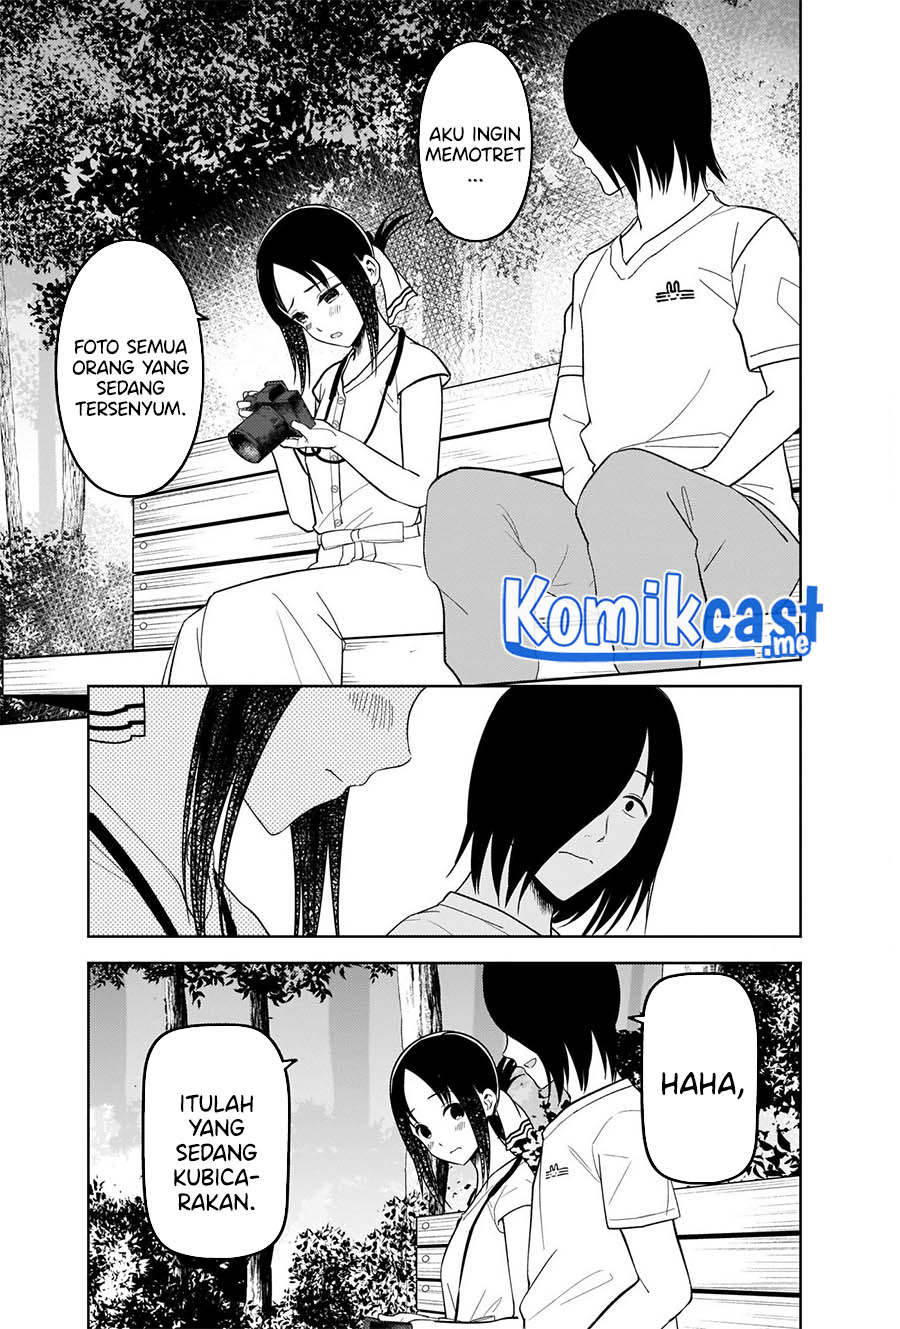 AKU INGIN
MEMOTRET
...
FOTO SEMUA
ORANG YANG
SEDANG
TERSENYUM.
Komikcast
.me
HAHA,
ITULAH
YANG
SEDANG
KUBICA-
RAKAN.